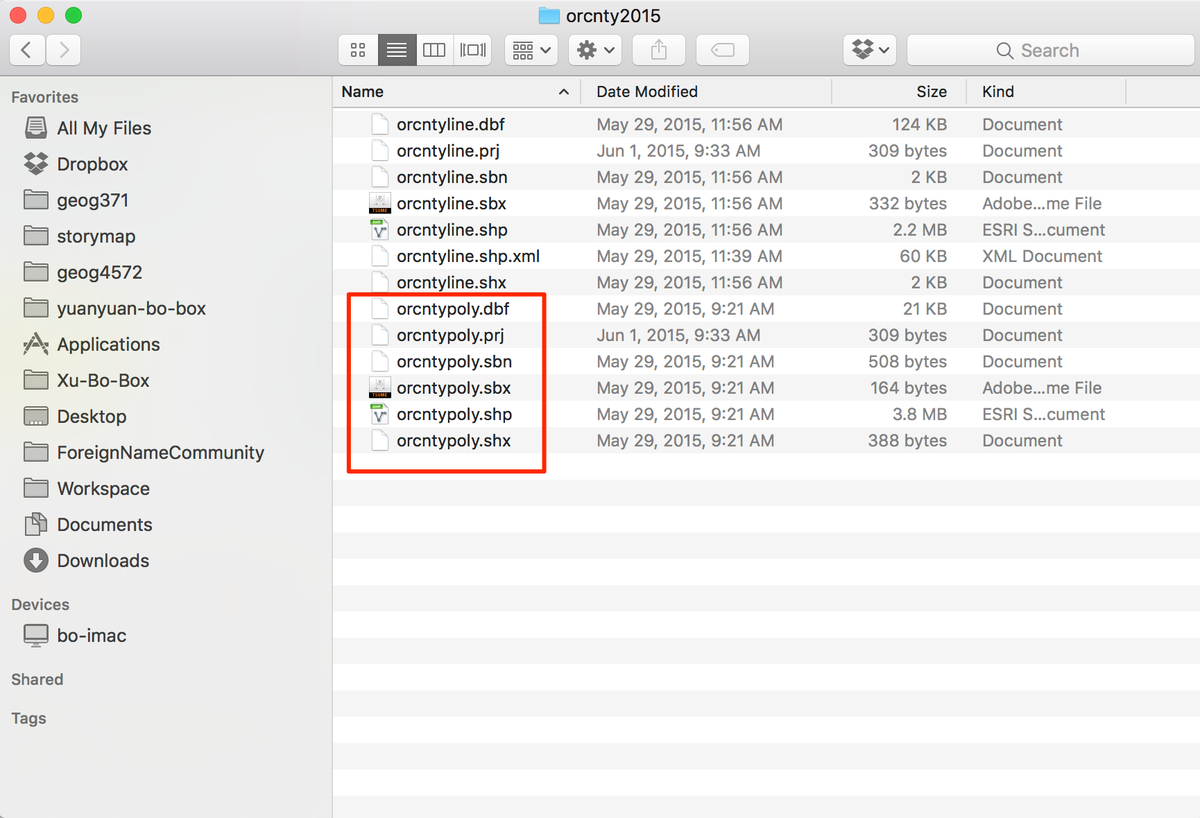 orcnty2015
Search
Favorites
All My Files
Dropbox
geog371
storymap
geog4572
yuanyuan-bo-box
Applications
Xu-Bo-Box
Desktop
ForeignNameCommunity
Workspace
Documents
Downloads
Devices
bo-imac
Shared
Tags
Name Date Modified Size Kind
orcntyline.dbf May 29, 2015, 11:56 AM 124 KB Document
orcntyline.prj Jun 1, 2015, 9:33 AM 309 bytes Document
orcntyline.sbn May 29, 2015, 11:56 AM 2 KB Document
orcntyline.sbx May 29, 2015, 11:56 AM 332 bytes Adobe...me File
orcntyline.shp May 29, 2015, 11:56 AM 2.2 MB ESRI S...cument
orcntyline.shp.xml May 29, 2015, 11:39 AM 60 KB XML Document
orcntyline.shx May 29, 2015, 11:56 AM 2 KB Document
orcntypoly.dbf May 29, 2015, 9:21 AM 21 KB Document
orcntypoly.prj Jun 1, 2015, 9:33 AM 309 bytes Document
orcntypoly.sbn May 29, 2015, 9:21 AM 508 bytes Document
orcntypoly.sbx May 29, 2015, 9:21 AM 164 bytes Adobe...me File
orcntypoly.shp May 29, 2015, 9:21 AM 3.8 MB ESRI S...cument
orcntypoly.shx May 29, 2015, 9:21 AM 388 bytes Document